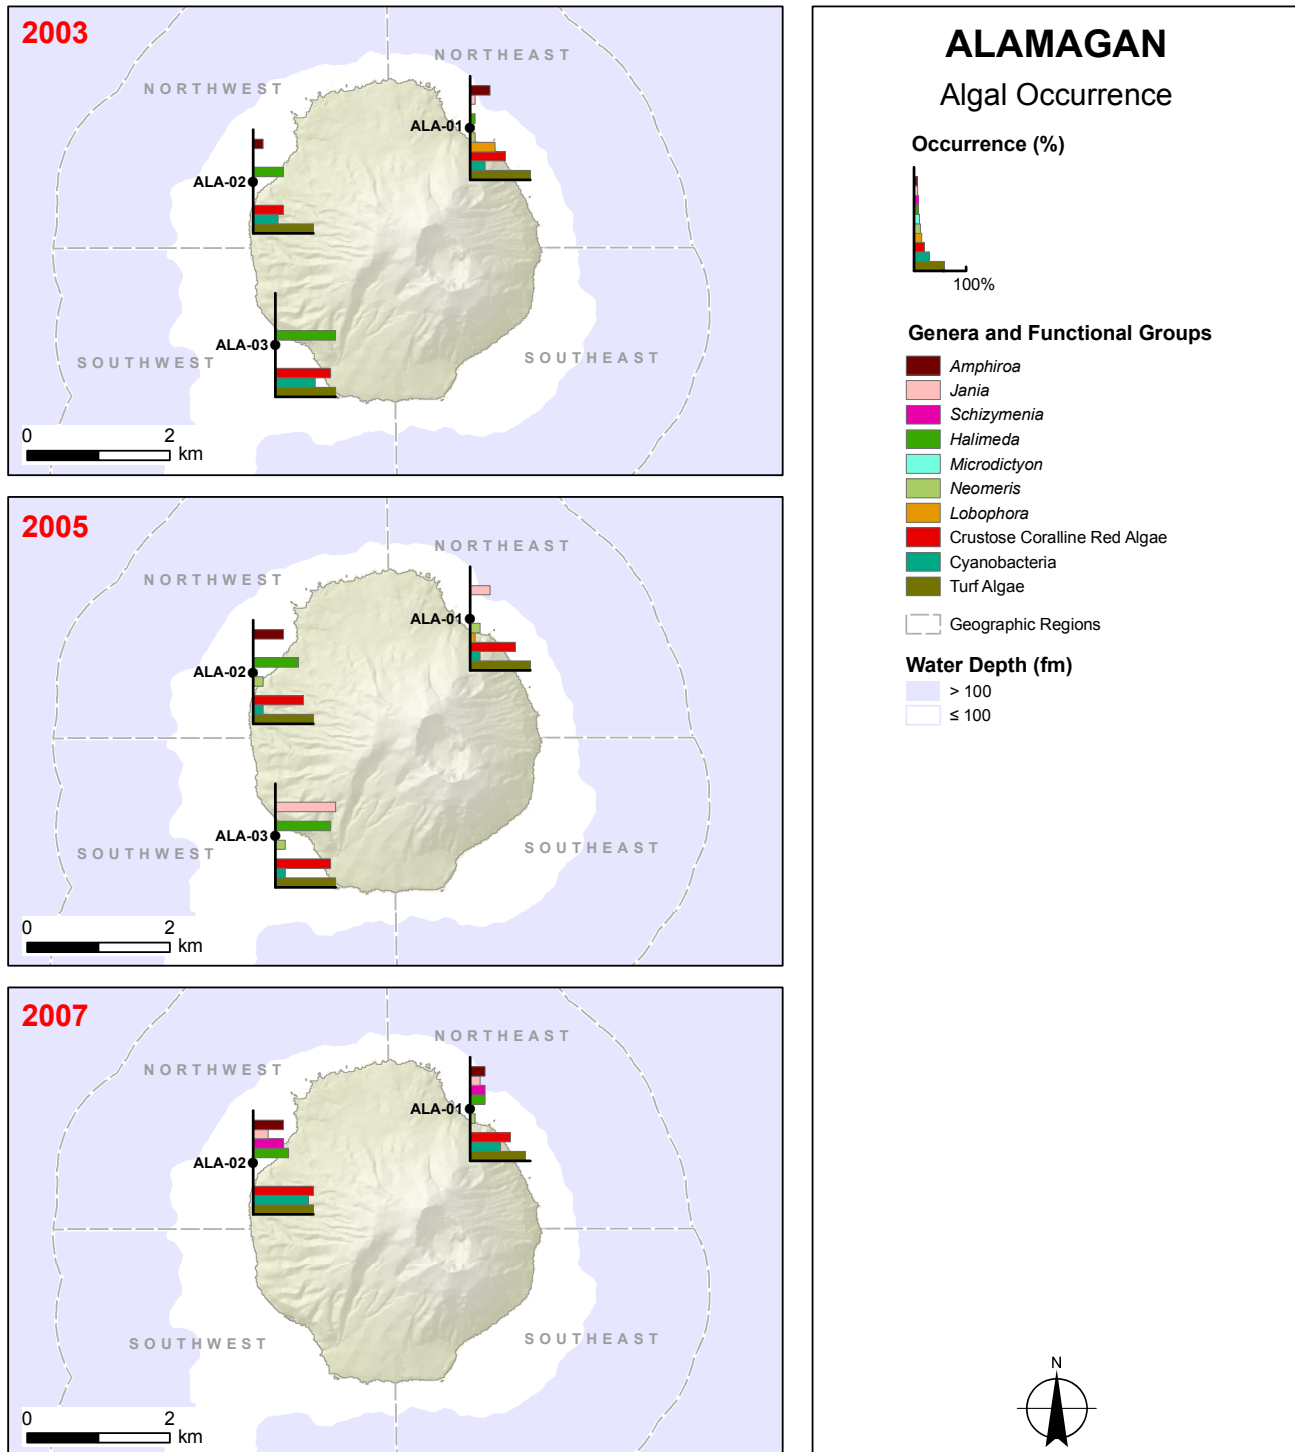 2003
NORTHWEST
NORTHEAST
ALA-01
ALA-02
ALA-03
SOUTHWEST
SOUTHEAST
0 2
km
2005
NORTHWEST
NORTHEAST
ALA-01
ALA-02
ALA-03
SOUTHWEST
SOUTHEAST
0 2
km
2007
NORTHWEST
NORTHEAST
ALA-01
ALA-02
SOUTHWEST
SOUTHEAST
0 2
km
ALAMAGAN
Algal Occurrence
Occurrence (%)
100%
Genera and Functional Groups
Amphiroa
Jania
Schizymenia
Halimeda
Microdictyon
Neomeris
Lobophora
Crustose Coralline Red Algae
Cyanobacteria
Turf Algae
Geographic Regions
Water Depth (fm)
> 100
≤ 100
N